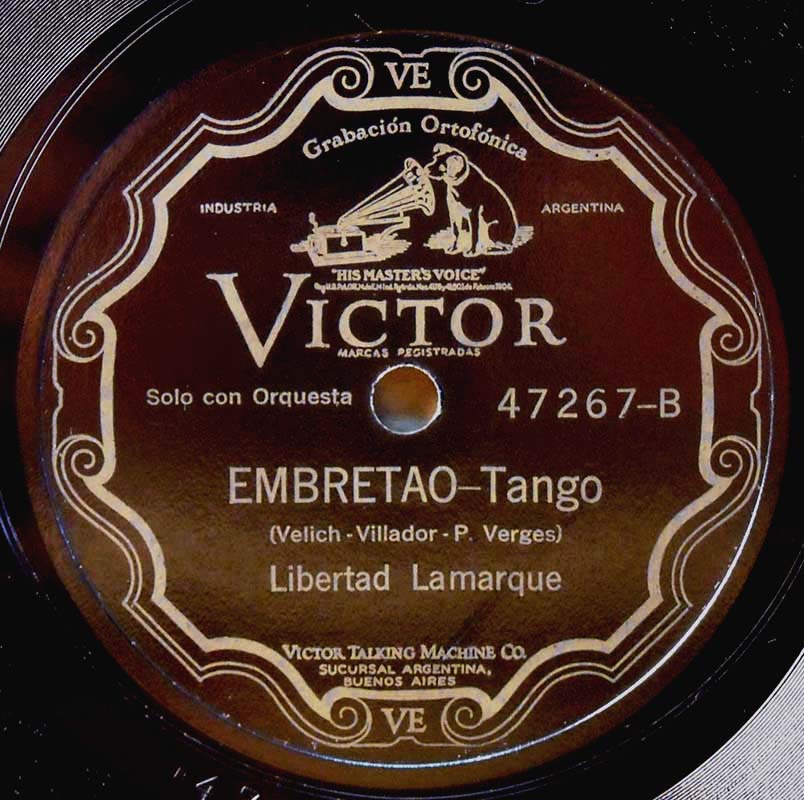 VE
Grabación Ortofónica
INDUSTRIA ARGENTINA
"HIS MASTER'S VOICE"
VICTOR
MARCAS REGISTRADAS
Solo con Orquesta 47267-B
EMBRETAO-Tango
(Velich-Villador-P. Verges)
Libertad Lamarque
VICTOR TALKING MACHINE CO.
SUCURSAL ARGENTINA,
BUENOS AIRES
VE